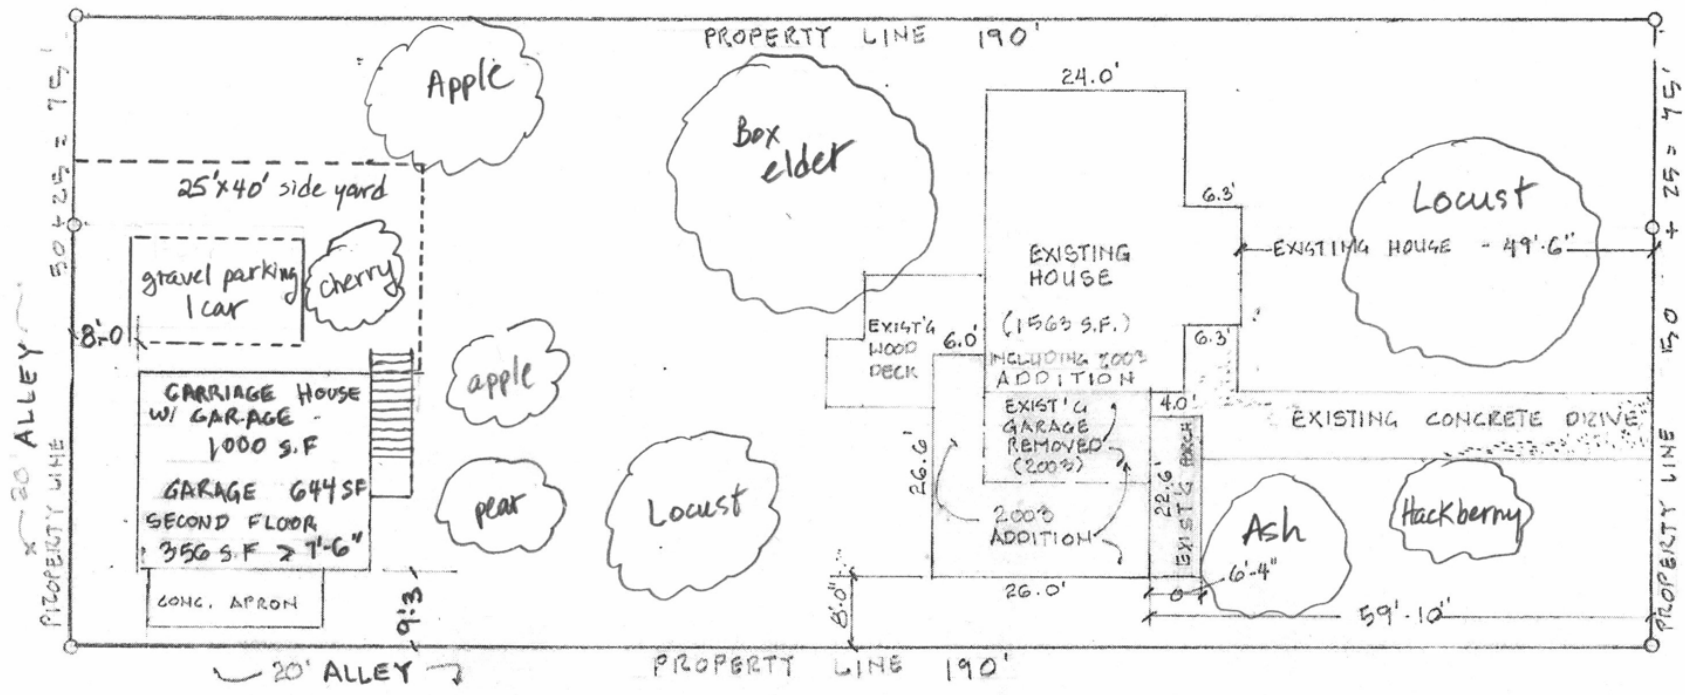 PROPERTY LINE 190'
Apple
24.0'
Box
elder
50 + 25 = 75'
25'x40' side yard
6.3'
Locust
+ 25 = 75'
EXISTING HOUSE - 49'-6"
gravel parking
1 car
cherry
EXISTING
HOUSE
(1563 S.F.)
INCLUDING 2003
ADDITION
8'-0
EXIST'G
WOOD
DECK
6.0'
6.3'
20' ALLEY
PROPERTY LINE
CARRIAGE HOUSE
W/ GARAGE
1000 S.F
GARAGE 644 SF
SECOND FLOOR
356 S.F > 7'-6"
apple
EXIST'G
GARAGE
REMOVED
(2003)
4.0'
EXISTING CONCRETE DRIVE
26.6'
22.6'
EXIST'G PORCH
pear
Locust
2003
ADDITION
Ash
Hackberry
PROPERTY LINE
CONC. APRON
9'-3
8'-0"
26.0'
6'-4"
59'-10"
20' ALLEY
PROPERTY LINE 190'